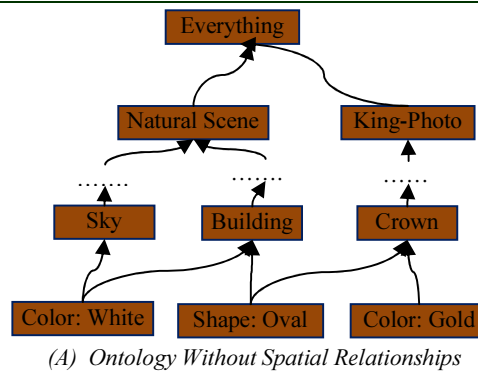 Everything
Natural Scene King-Photo
……. ……. …….
Sky Building Crown
Color: White Shape: Oval Color: Gold
(A) Ontology Without Spatial Relationships